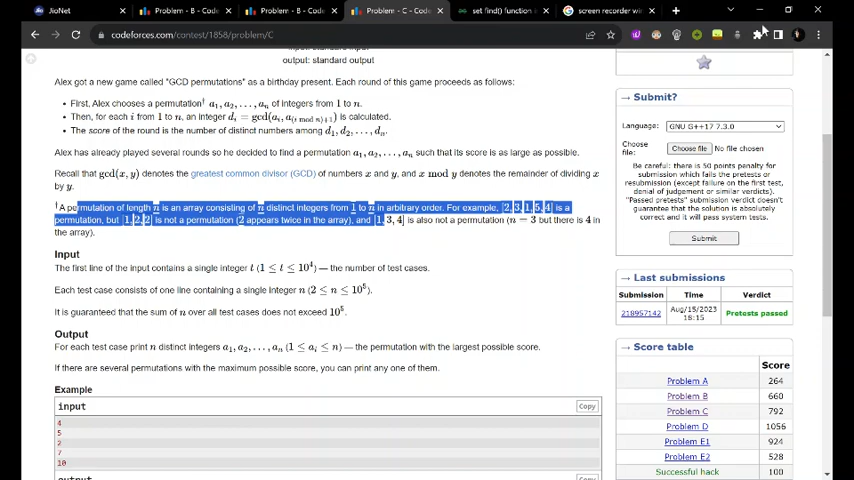 JioNet
Problem - B - Codeforces
Problem - B - Codeforces
Problem - C - Codeforces
set find() function in
screen recorder win
codeforces.com/contest/1858/problem/C
output: standard output
Alex got a new game called "GCD permutations" as a birthday present. Each round of this game proceeds as follows:
• First, Alex chooses a permutation† a1, a2, . . . , an of integers from 1 to n.
• Then, for each i from 1 to n, an integer di = gcd(ai, a(i mod n)+1) is calculated.
• The score of the round is the number of distinct numbers among d1, d2, . . . , dn.
Alex has already played several rounds so he decided to find a permutation a1, a2, . . . , an such that its score is as large as possible.
Recall that gcd(x, y) denotes the greatest common divisor (GCD) of numbers x and y, and x mod y denotes the remainder of dividing x
by y.
† A permutation of length n is an array consisting of n distinct integers from 1 to n in arbitrary order. For example, [2, 3, 1, 5, 4] is a
permutation, but [1, 2, 2] is not a permutation (2 appears twice in the array), and [1, 3, 4] is also not a permutation (n = 3 but there is 4 in
the array).
Input
The first line of the input contains a single integer t (1 ≤ t ≤ 10^4) — the number of test cases.
Each test case consists of one line containing a single integer n (2 ≤ n ≤ 10^5).
It is guaranteed that the sum of n over all test cases does not exceed 10^5.
Output
For each test case print n distinct integers a1, a2, . . . , an (1 ≤ ai ≤ n) — the permutation with the largest possible score.
If there are several permutations with the maximum possible score, you can print any one of them.
Example
input
Copy
4
5
2
7
10
Copy
→ Submit?
Language: GNU G++17 7.3.0
Choose file: Choose file No file chosen
Be careful: there is 50 points penalty for
submission which fails the pretests or
resubmission (except failure on the first test,
denial of judgement or similar verdicts).
"Passed pretests" submission verdict doesn't
guarantee that the solution is absolutely
correct and it will pass system tests.
Submit
→ Last submissions
Submission Time Verdict
218957142 Aug/15/2023 18:15 Pretests passed
→ Score table
Score
Problem A 264
Problem B 660
Problem C 792
Problem D 1056
Problem E1 924
Problem E2 528
Successful hack 100